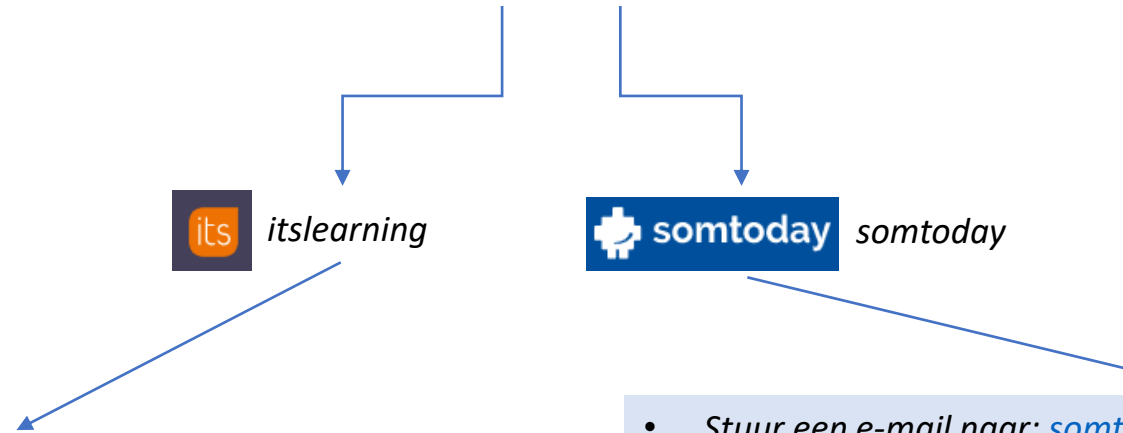 its itslearning
somtoday somtoday
• Stuur een e-mail naar: